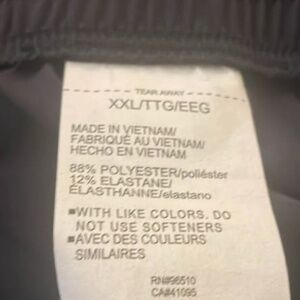 TEAR AWAY
XXL/TTG/EEG
MADE IN VIETNAM/
FABRIQUÉ AU VIETNAM/
HECHO EN VIETNAM
88% POLYESTER/poliéster
12% ELASTANE/
ÉLASTHANNE/elastano
■WITH LIKE COLORS. DO
NOT USE SOFTENERS
■AVEC DES COULEURS
SIMILAIRES
RN#96510
CA#41095